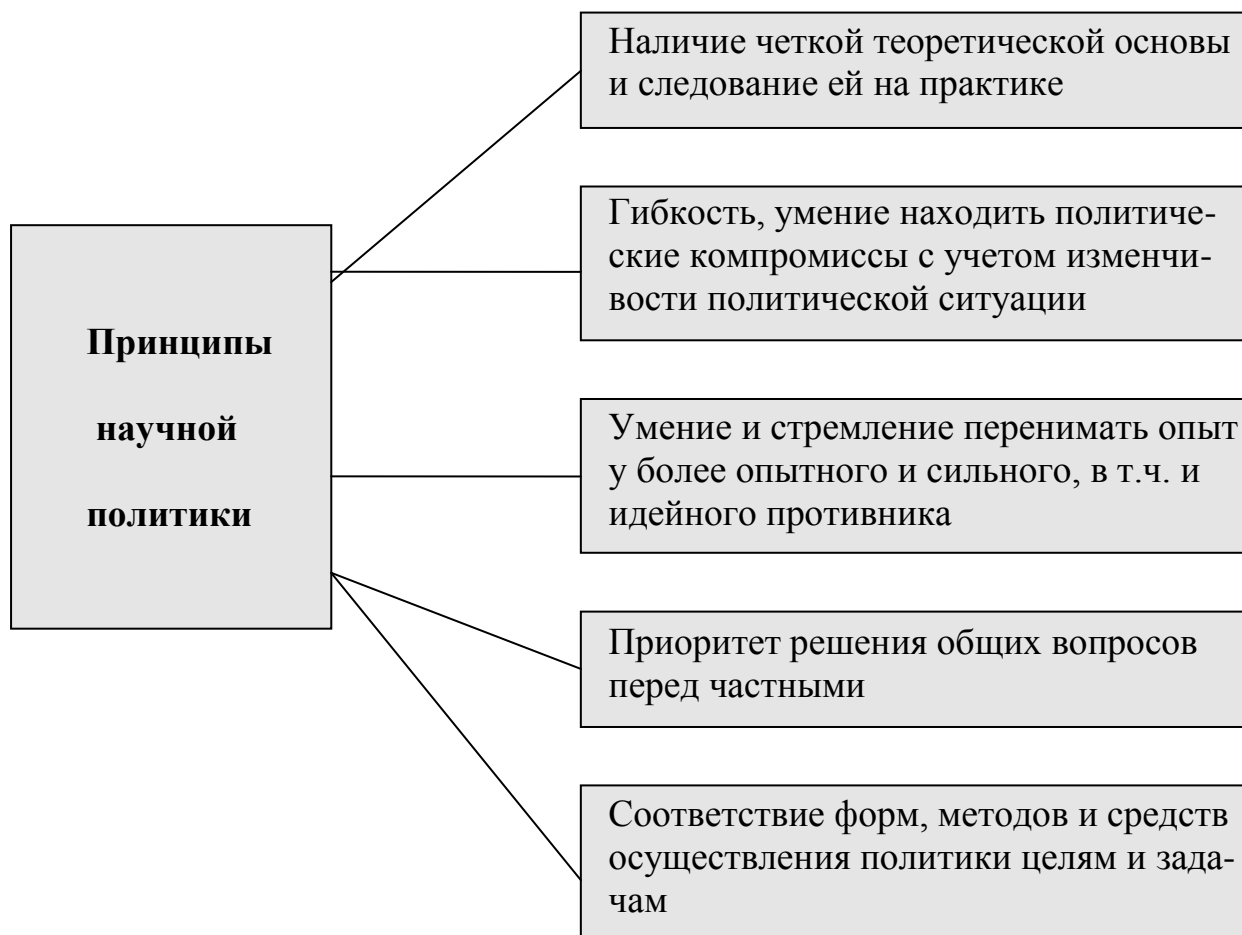 Принципы
научной
политики
Наличие четкой теоретической основы
и следование ей на практике
Гибкость, умение находить политиче-
ские компромиссы с учетом изменчи-
вости политической ситуации
Умение и стремление перенимать опыт
у более опытного и сильного, в т.ч. и
идейного противника
Приоритет решения общих вопросов
перед частными
Соответствие форм, методов и средств
осуществления политики целям и зада-
чам